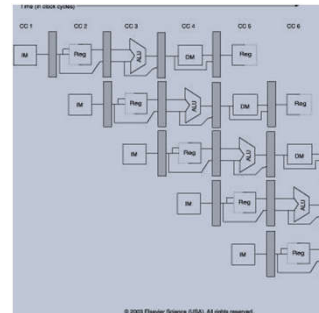 Time (in clock cycles)
CC 1 CC 2 CC 3 CC 4 CC 5 CC 6
IM Reg ALU DM Reg
IM Reg ALU DM Reg
IM Reg ALU DM
IM Reg ALU
IM Reg
© 2003 Elsevier Science (USA). All rights reserved.